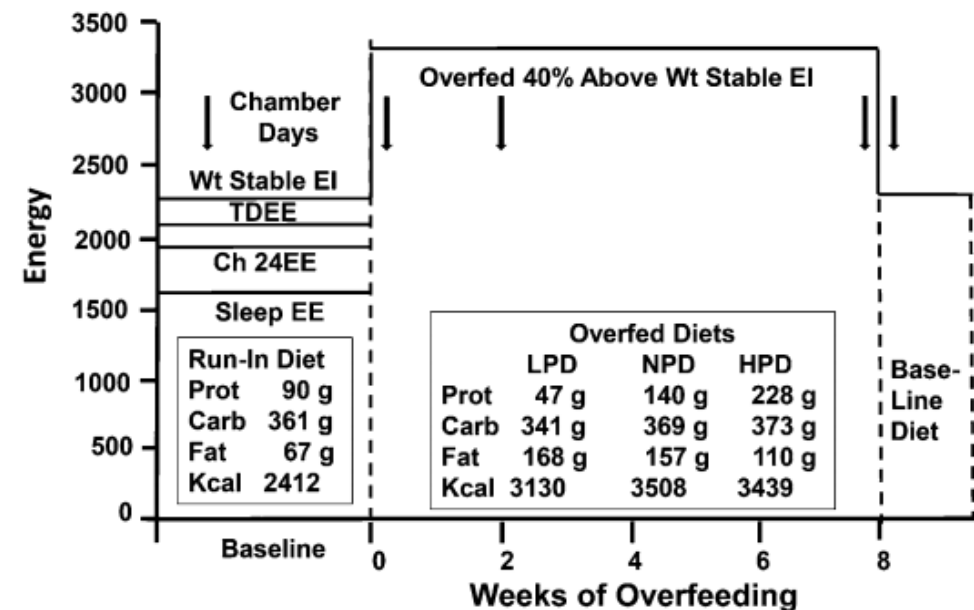 3500
3000
2500
2000
1500
1000
500
0
Energy
Chamber
Days
Overfed 40% Above Wt Stable EI
Wt Stable EI
TDEE
Ch 24EE
Sleep EE
Run-In Diet
Prot 90 g
Carb 361 g
Fat 67 g
Kcal 2412
Overfed Diets
LPD NPD HPD
Prot 47 g 140 g 228 g
Carb 341 g 369 g 373 g
Fat 168 g 157 g 110 g
Kcal 3130 3508 3439
Base-
Line
Diet
Baseline
0 2 4 6 8
Weeks of Overfeeding